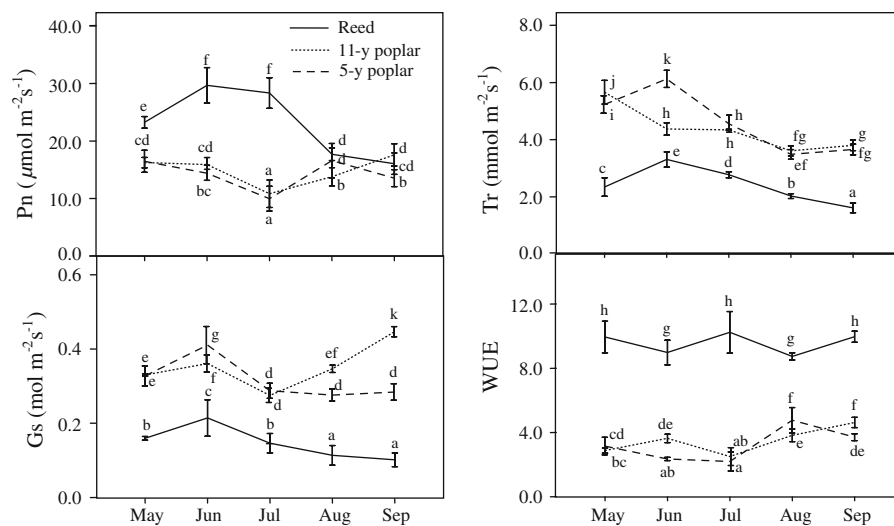 40.0
30.0
20.0
10.0
0.0
Pn (μmol m⁻²s⁻¹)
Reed
11-y poplar
5-y poplar
e
f
f
d
d
cd
cd
a
d
cd
bc
a
b
b
8.0
6.0
4.0
2.0
0.0
Tr (mmol m⁻²s⁻¹)
j
k
i
h
h
h
fg
g
ef
fg
c
e
d
b
a
0.6
0.4
0.2
0.0
Gs (mol m⁻²s⁻¹)
e
g
d
ef
k
e
f
d
d
d
b
c
b
a
a
May Jun Jul Aug Sep
12.0
8.0
4.0
0.0
WUE
h
g
h
g
h
cd
de
ab
f
f
bc
ab
a
e
de
May Jun Jul Aug Sep